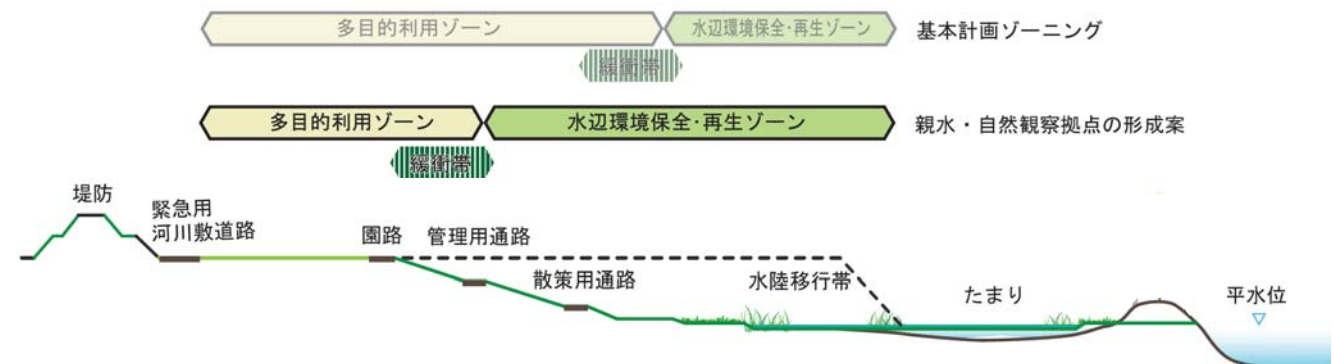 多目的利用ゾーン
水辺環境保全・再生ゾーン
基本計画ゾーニング
緩衝帯
多目的利用ゾーン
水辺環境保全・再生ゾーン
親水・自然観察拠点の形成案
緩衝帯
堤防
緊急用
河川敷道路
園路
管理用通路
散策用通路
水陸移行帯
たまり
平水位